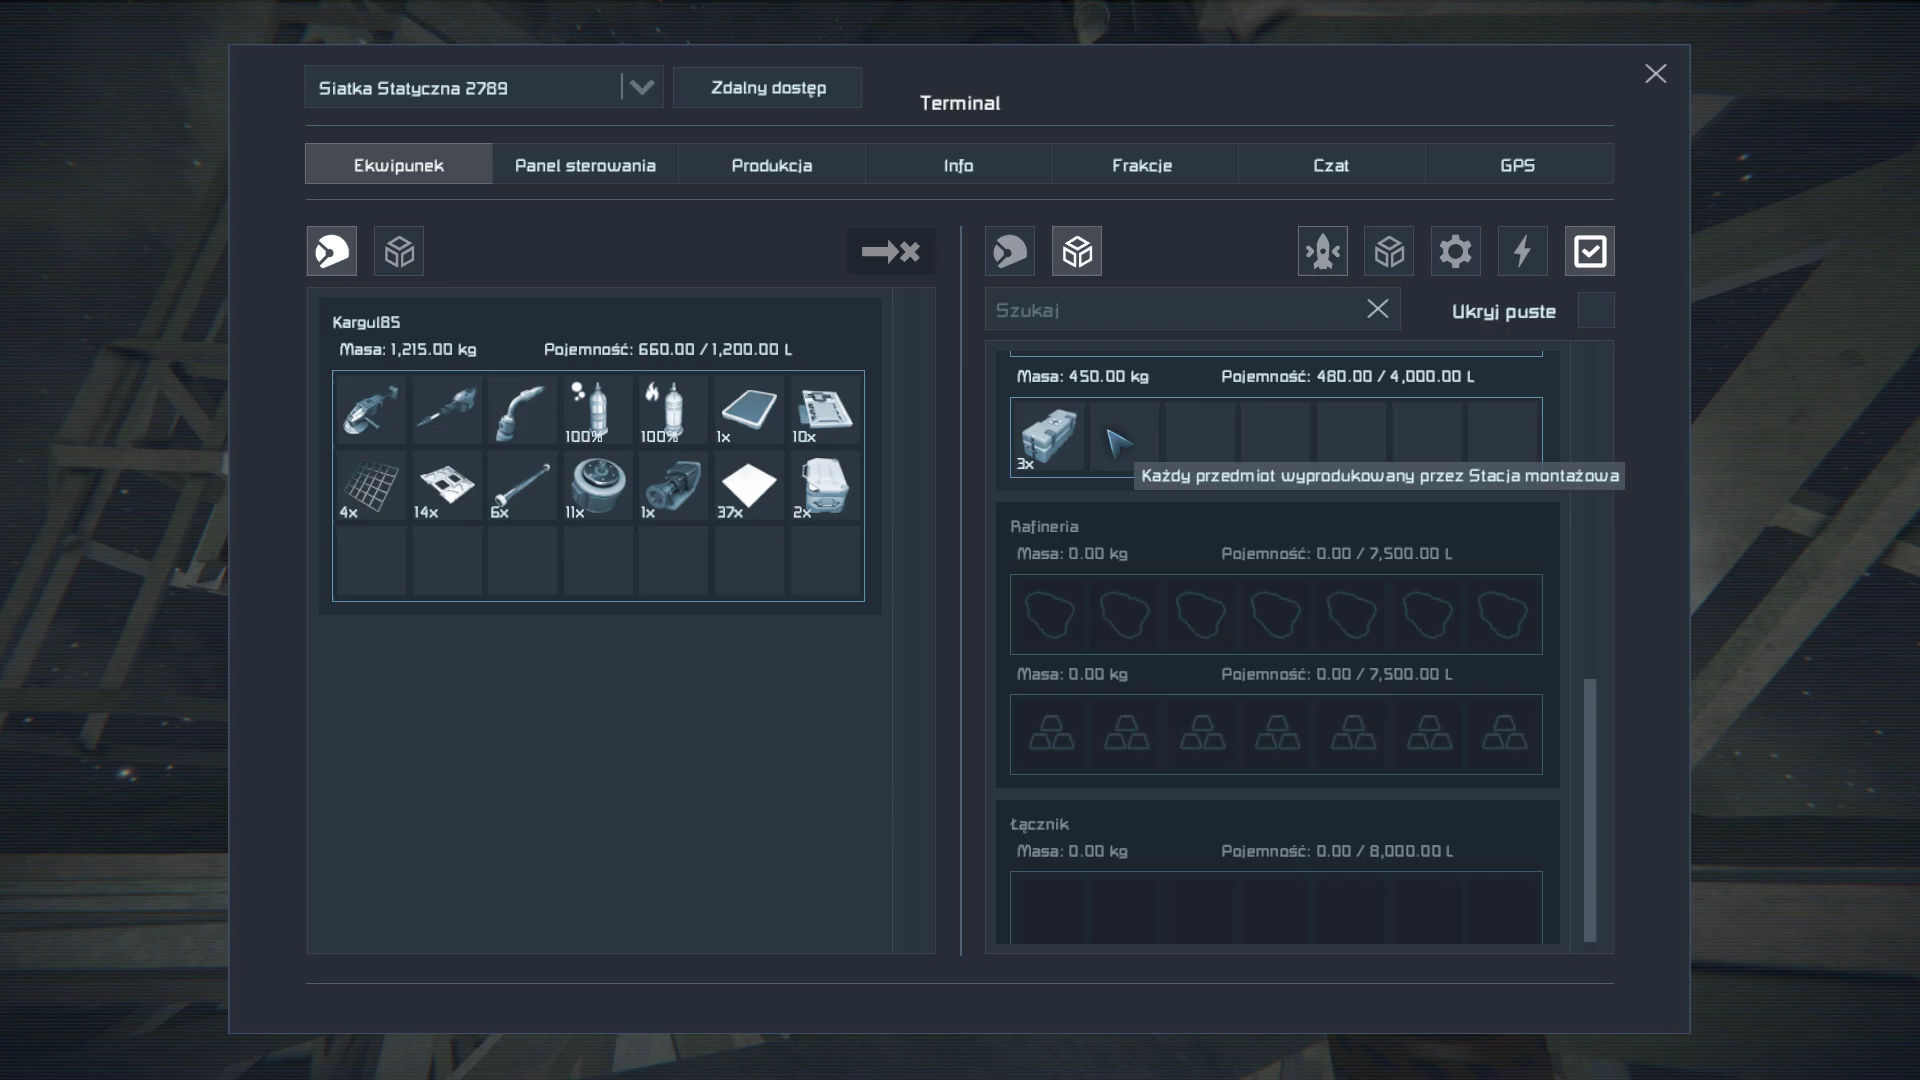 Siatka Statyczna 2789
Zdalny dostęp
Terminal
Ekwipunek
Panel sterowania
Produkcja
Info
Frakcje
Czat
GPS
Szukaj
Ukryj puste
Kargul85
Masa: 1,215.00 kg
Pojemność: 660.00 / 1,200.00 L
100%
100%
1x
10x
4x
14x
6x
11x
1x
37x
2x
Masa: 450.00 kg
Pojemność: 480.00 / 4,000.00 L
3x
Każdy przedmiot wyprodukowany przez Stacja montażowa
Rafineria
Masa: 0.00 kg
Pojemność: 0.00 / 7,500.00 L
Masa: 0.00 kg
Pojemność: 0.00 / 7,500.00 L
Łącznik
Masa: 0.00 kg
Pojemność: 0.00 / 8,000.00 L